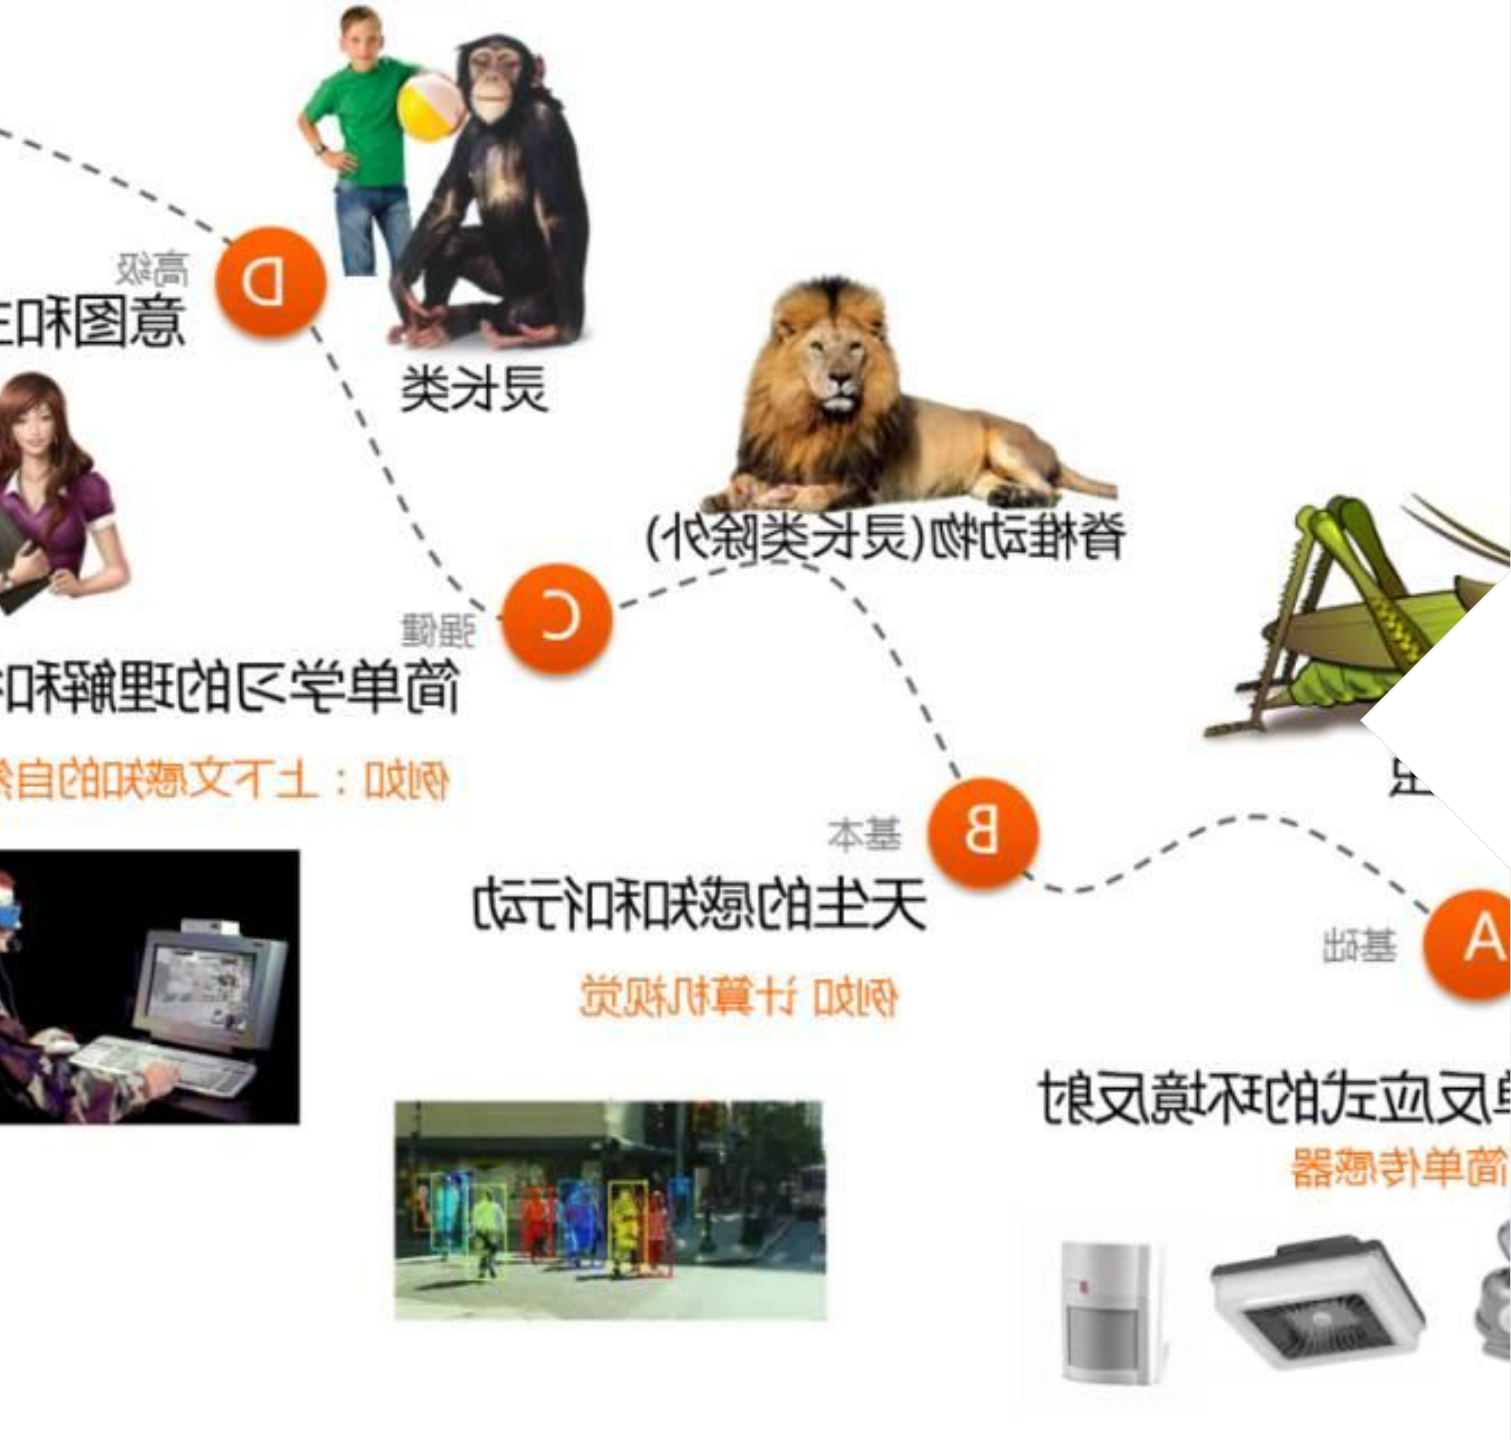 D
高级
意图和
灵长类
脊椎动物(灵长类除外)
C
强健
简单学习的理解和
例如：上下文感知的自然
B
基本
天生的感知和行动
例如 计算机视觉
A
基础
单反应式的环境反射
简单传感器